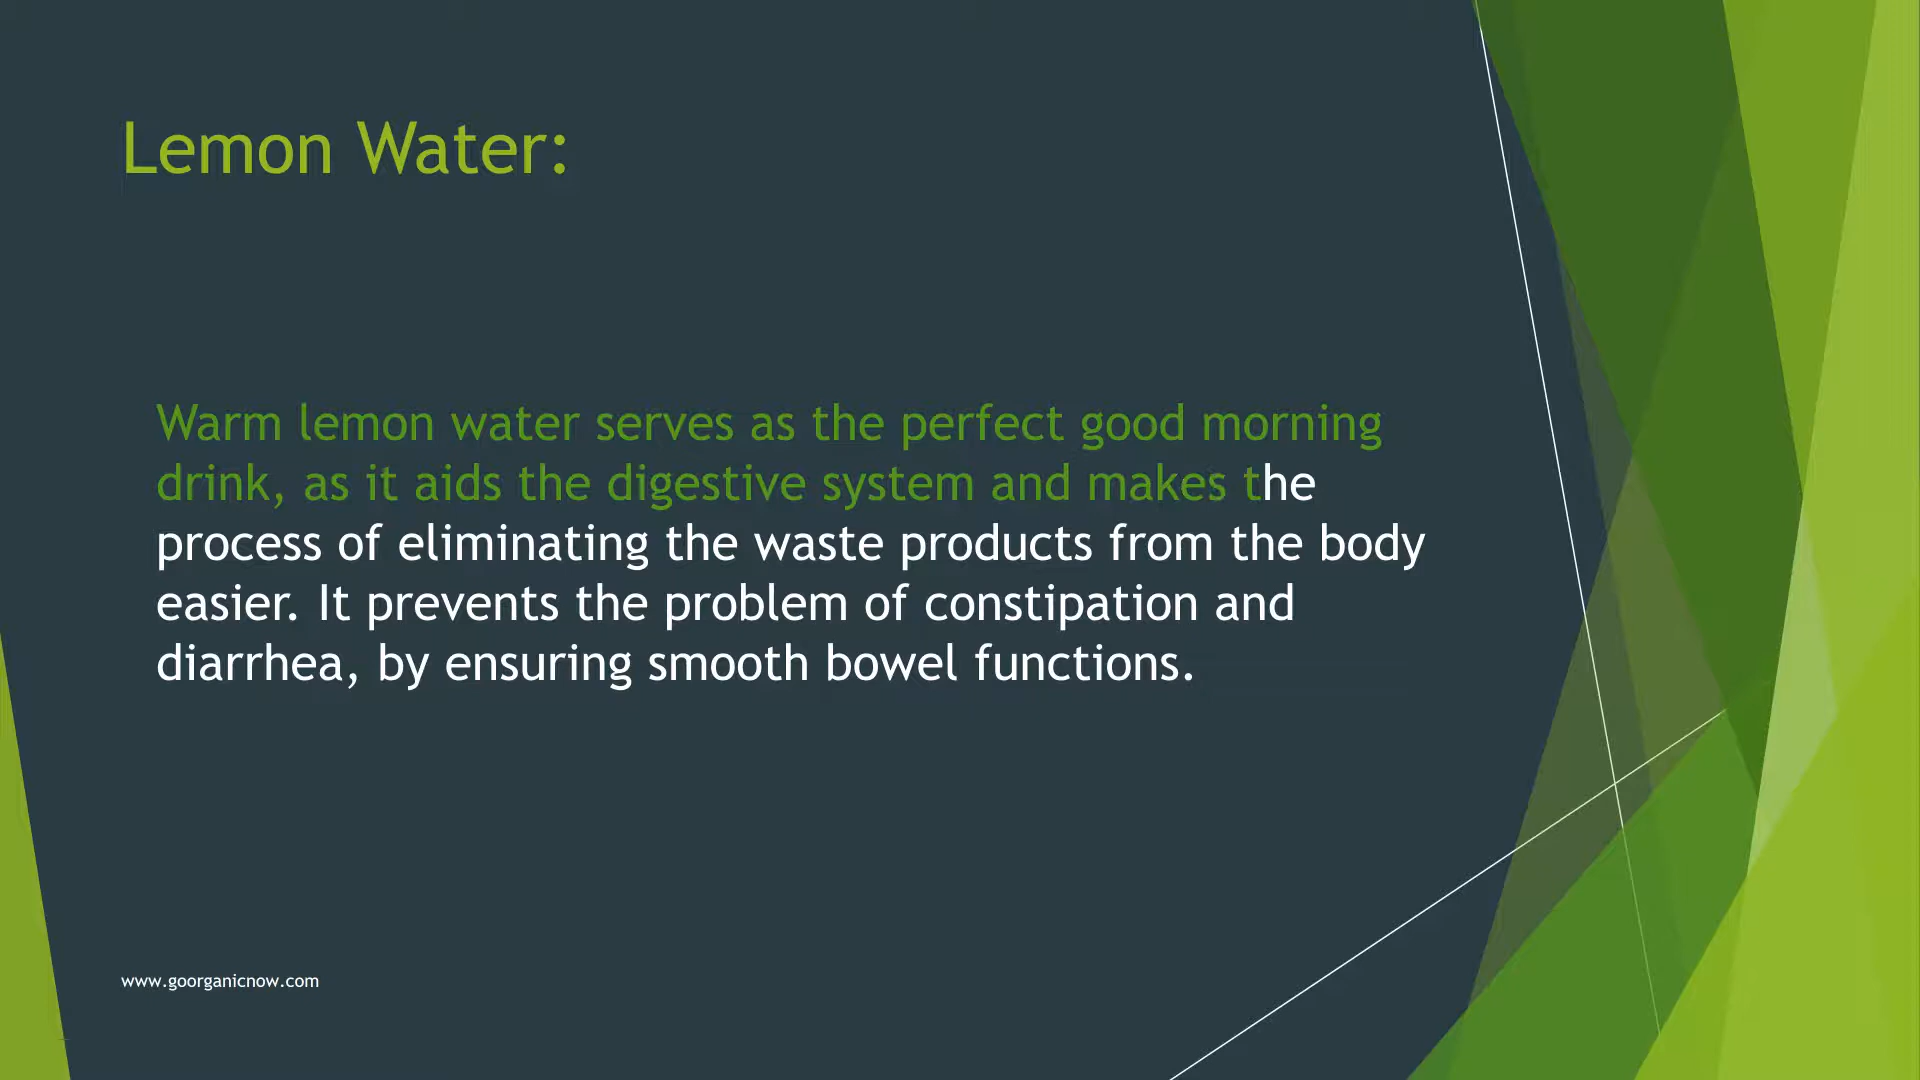 Lemon Water:
Warm lemon water serves as the perfect good morning
drink, as it aids the digestive system and makes the
process of eliminating the waste products from the body
easier. It prevents the problem of constipation and
diarrhea, by ensuring smooth bowel functions.
www.goorganicnow.com